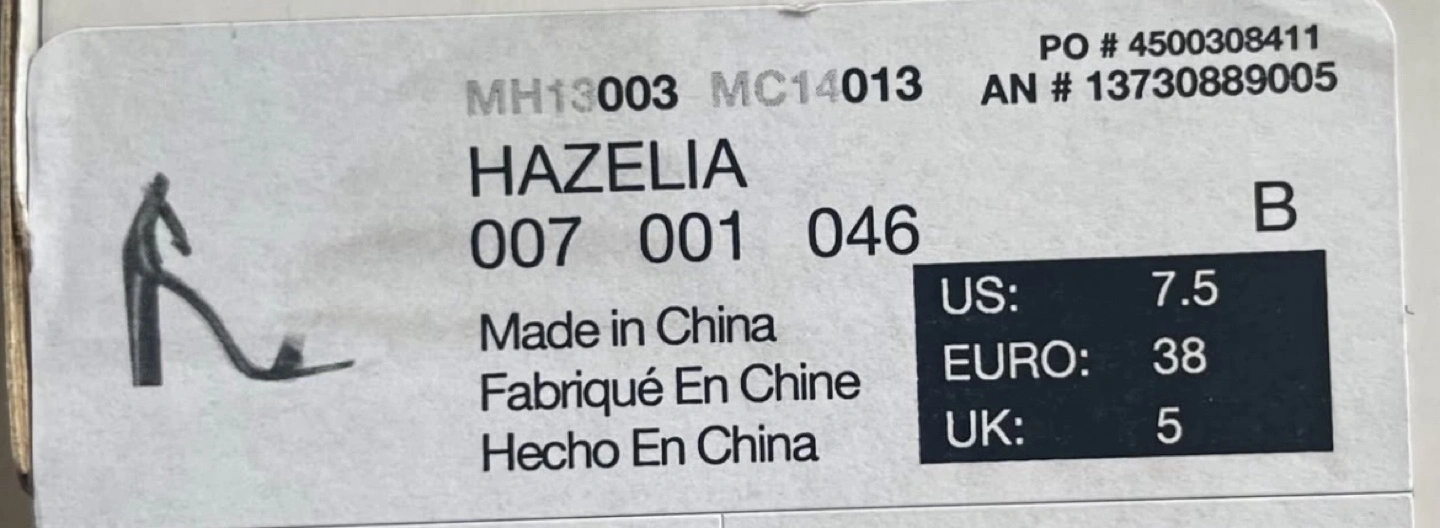 PO # 4500308411
MH13003 MC14013 AN # 13730889005
HAZELIA
007 001 046 B
US: 7.5
EURO: 38
UK: 5
Made in China
Fabriqué En Chine
Hecho En China